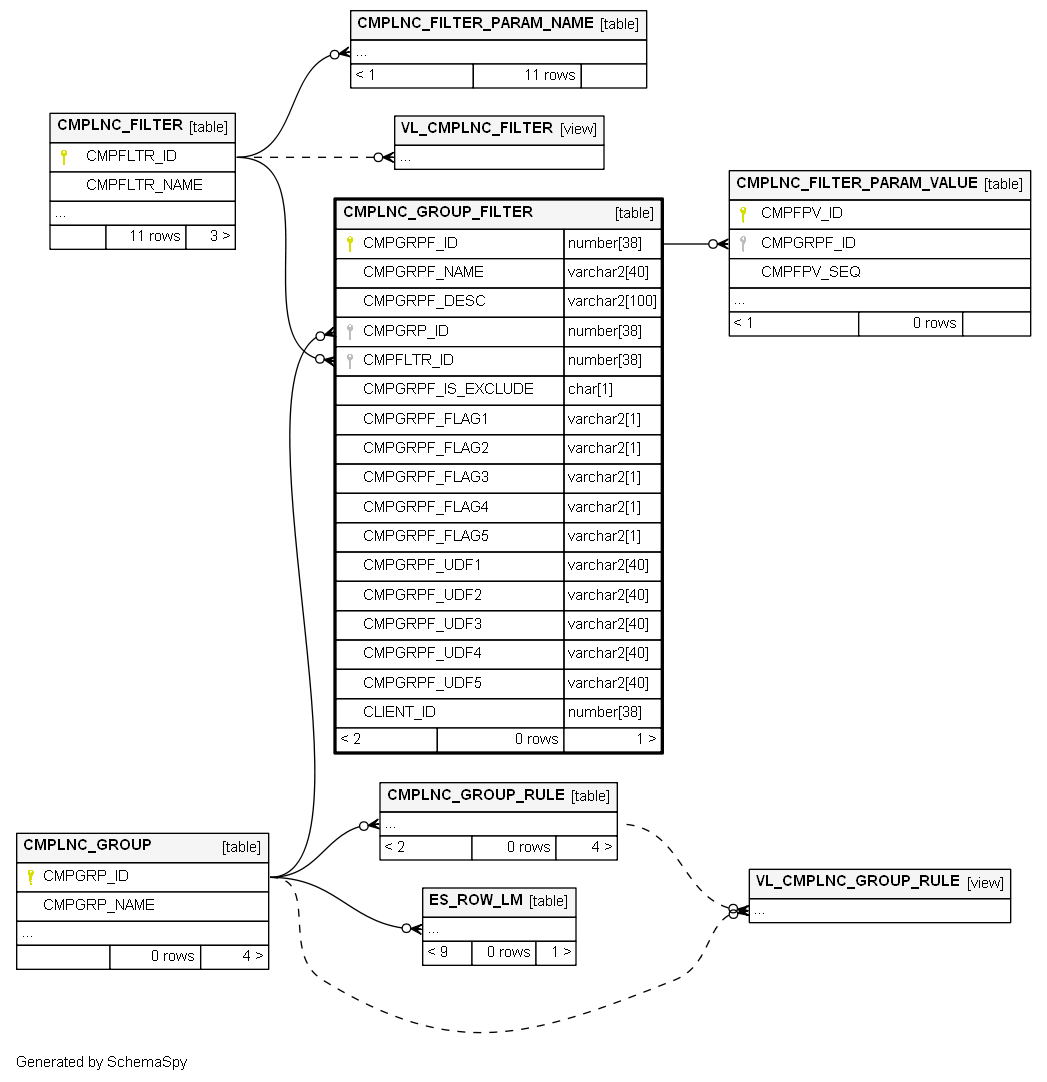 CMPLNC_FILTER_PARAM_NAME [table]
...
< 1 11 rows
CMPLNC_FILTER [table]
CMPFLTR_ID
CMPFLTR_NAME
...
11 rows 3 >
VL_CMPLNC_FILTER [view]
...
CMPLNC_FILTER_PARAM_VALUE [table]
CMPFPV_ID
CMPGRPF_ID
CMPFPV_SEQ
...
< 1 0 rows
CMPLNC_GROUP_FILTER [table]
CMPGRPF_ID number[38]
CMPGRPF_NAME varchar2[40]
CMPGRPF_DESC varchar2[100]
CMPGRP_ID number[38]
CMPFLTR_ID number[38]
CMPGRPF_IS_EXCLUDE char[1]
CMPGRPF_FLAG1 varchar2[1]
CMPGRPF_FLAG2 varchar2[1]
CMPGRPF_FLAG3 varchar2[1]
CMPGRPF_FLAG4 varchar2[1]
CMPGRPF_FLAG5 varchar2[1]
CMPGRPF_UDF1 varchar2[40]
CMPGRPF_UDF2 varchar2[40]
CMPGRPF_UDF3 varchar2[40]
CMPGRPF_UDF4 varchar2[40]
CMPGRPF_UDF5 varchar2[40]
CLIENT_ID number[38]
< 2 0 rows 1 >
CMPLNC_GROUP_RULE [table]
...
< 2 0 rows 4 >
CMPLNC_GROUP [table]
CMPGRP_ID
CMPGRP_NAME
...
0 rows 4 >
ES_ROW_LM [table]
...
< 9 0 rows 1 >
VL_CMPLNC_GROUP_RULE [view]
...
Generated by SchemaSpy